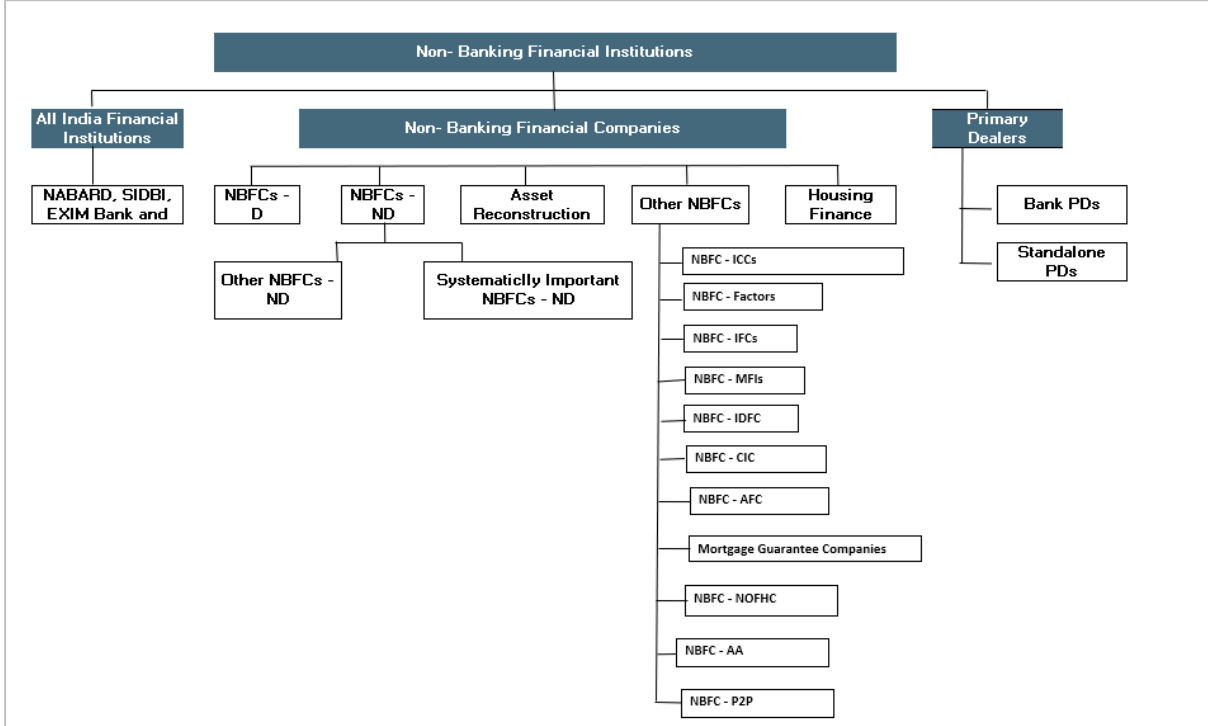 Non- Banking Financial Institutions
All India Financial
Institutions
Non- Banking Financial Companies
Primary
Dealers
NABARD, SIDBI,
EXIM Bank and
NBFCs -
D
NBFCs -
ND
Asset
Reconstruction
Other NBFCs
Housing
Finance
Bank PDs
Standalone
PDs
Other NBFCs -
ND
Systematiclly Important
NBFCs - ND
NBFC - ICCs
NBFC - Factors
NBFC - IFCs
NBFC - MFIs
NBFC - IDFC
NBFC - CIC
NBFC - AFC
Mortgage Guarantee Companies
NBFC - NOFHC
NBFC - AA
NBFC - P2P